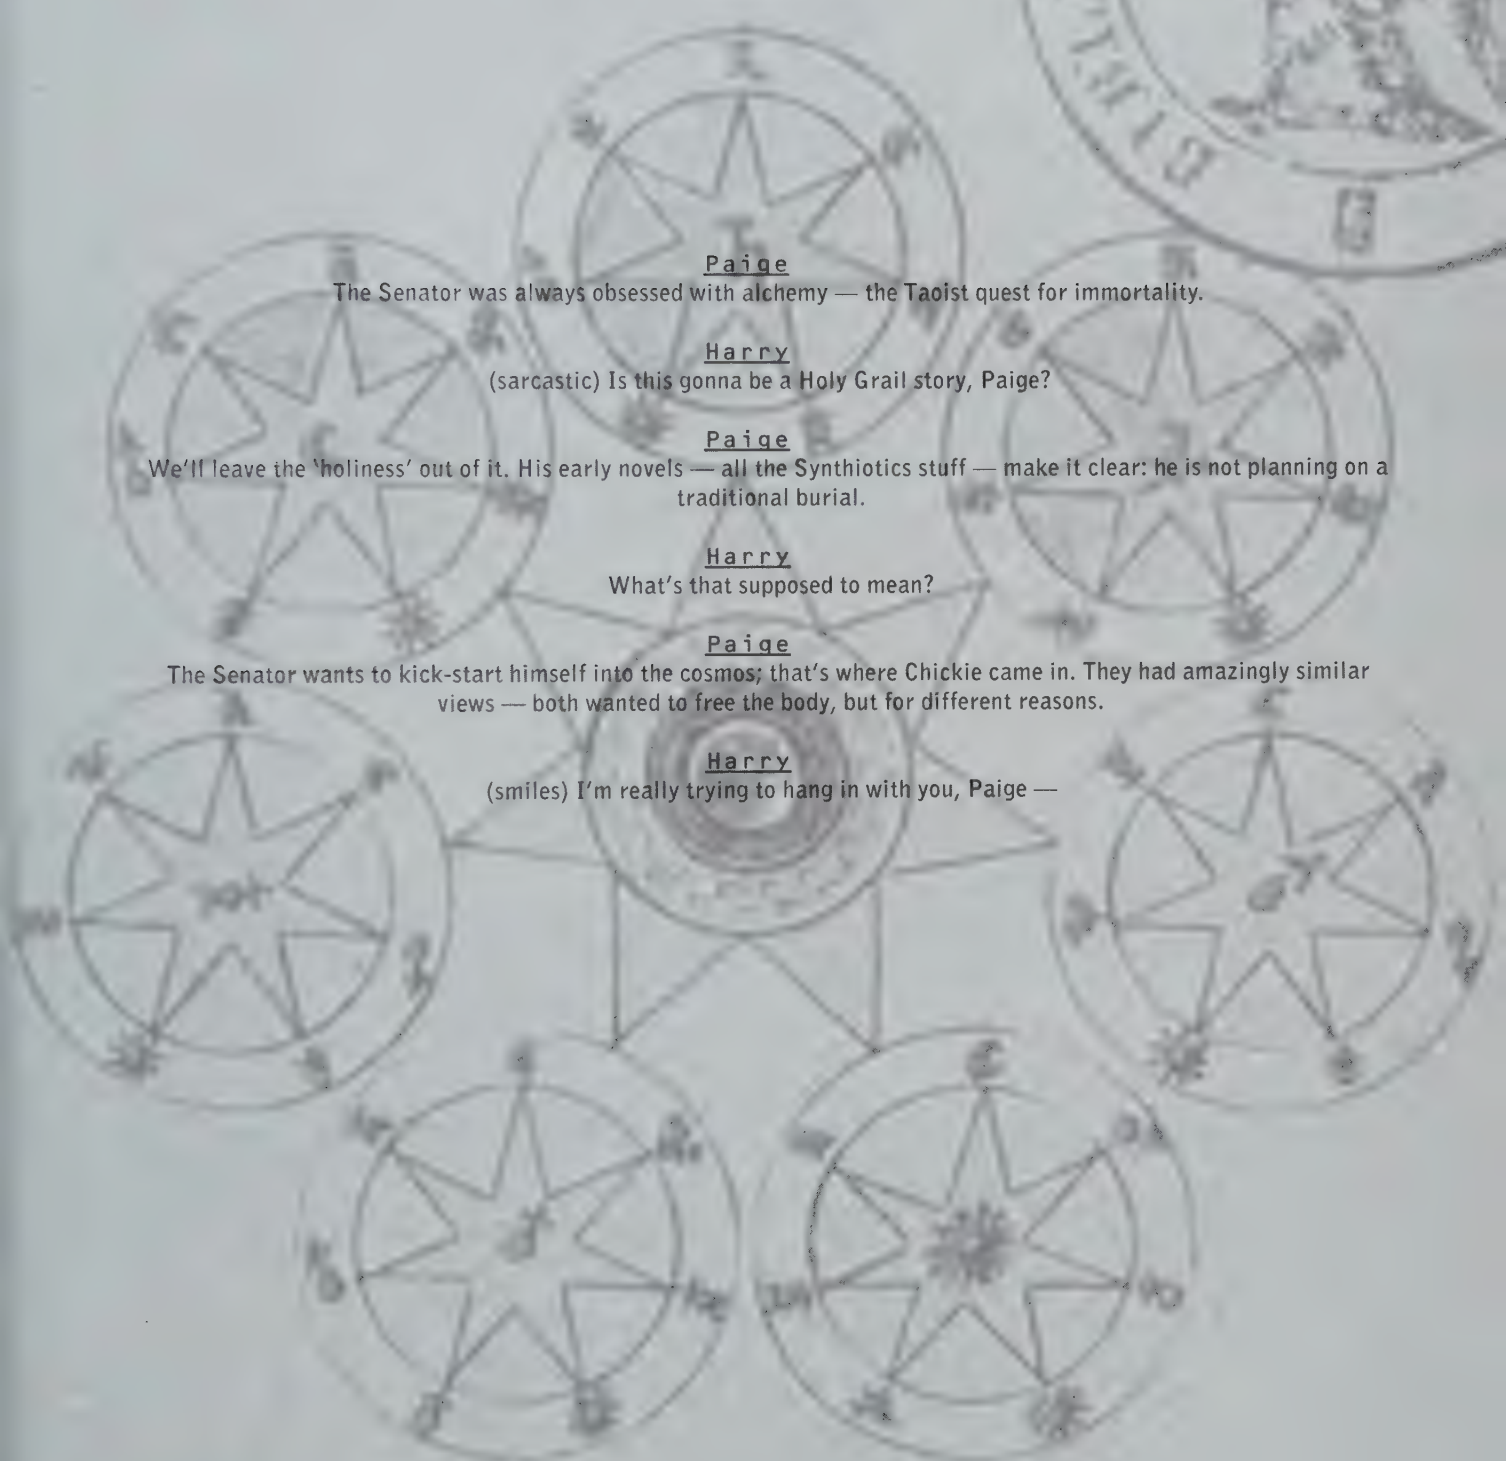 Paige
The Senator was always obsessed with alchemy — the Taoist quest for immortality.
Harry
(sarcastic) Is this gonna be a Holy Grail story, Paige?
Paige
We'll leave the 'holiness' out of it. His early novels — all the Synthiotics stuff — make it clear: he is not planning on a
traditional burial.
Harry
What's that supposed to mean?
Paige
The Senator wants to kick-start himself into the cosmos; that's where Chickie came in. They had amazingly similar
views — both wanted to free the body, but for different reasons.
Harry
(smiles) I'm really trying to hang in with you, Paige —